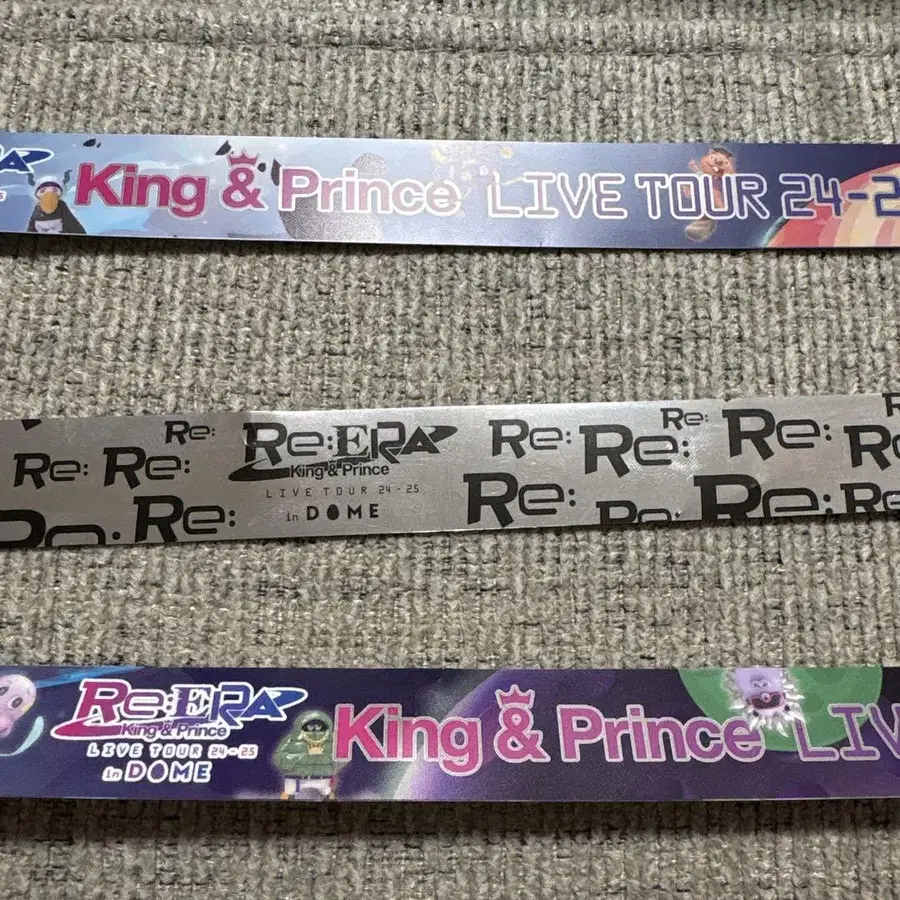 King & Prince LIVE TOUR 24-2
Re: Re: Re: Re: Re: Re: Re:
Re:ERA
King & Prince
LIVE TOUR 24-25
in DOME
Re: Re: Re: Re: Re:
Re:ERA
King & Prince
LIVE TOUR 24-25
in DOME
King & Prince LIV